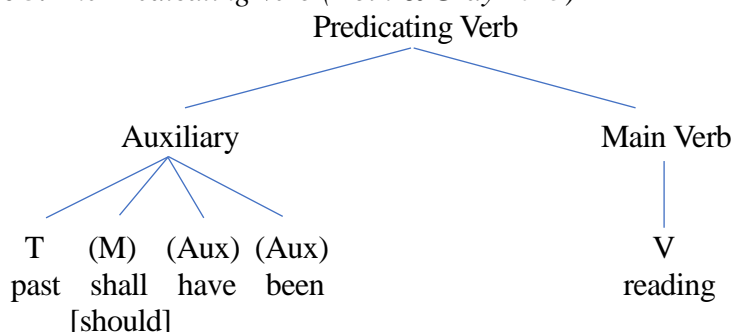 Predicating Verb
Auxiliary Main Verb
T (M) (Aux) (Aux) V
past shall have been reading
[should]